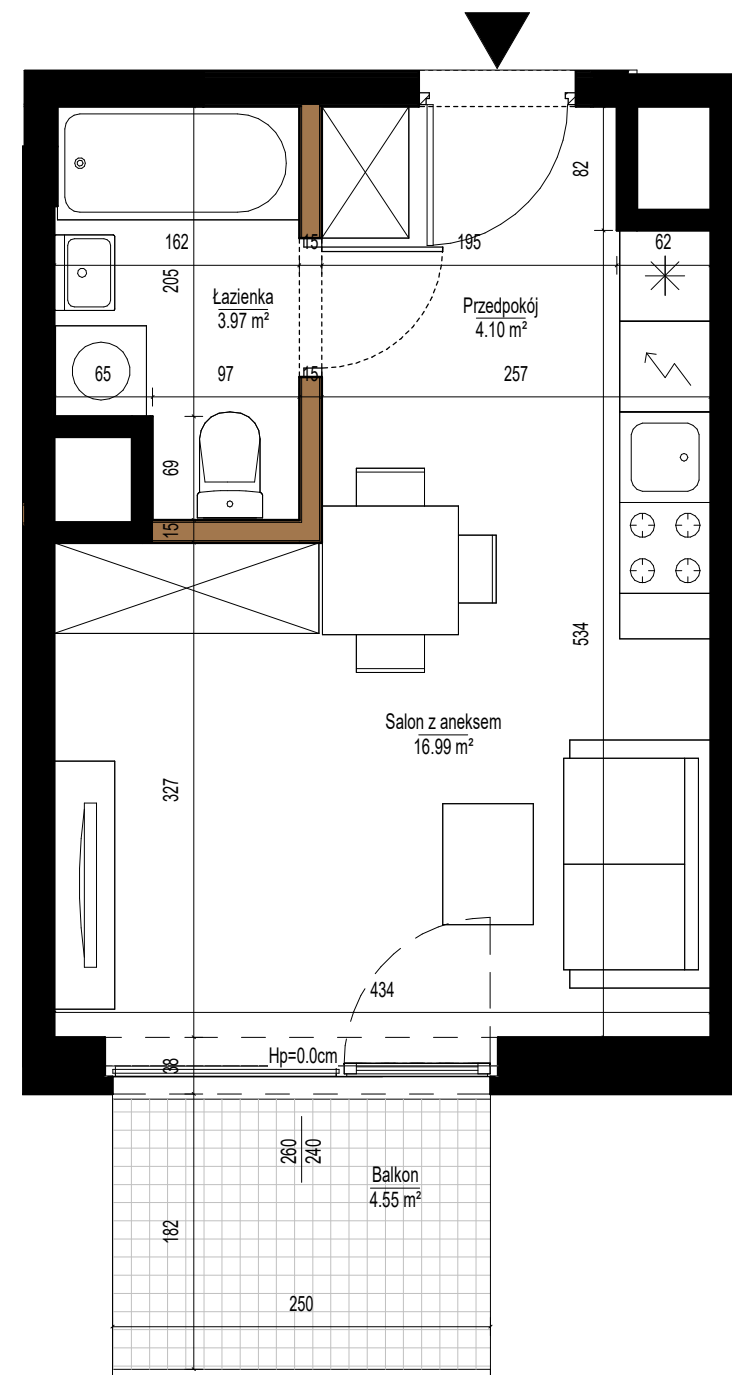 82
162
15
195
62
205
Łazienka
3.97 m²
Przedpokój
4.10 m²
65
97
15
257
69
15
534
Salon z aneksem
16.99 m²
327
434
Hp=0.0cm
38
260
240
Balkon
4.55 m²
182
250